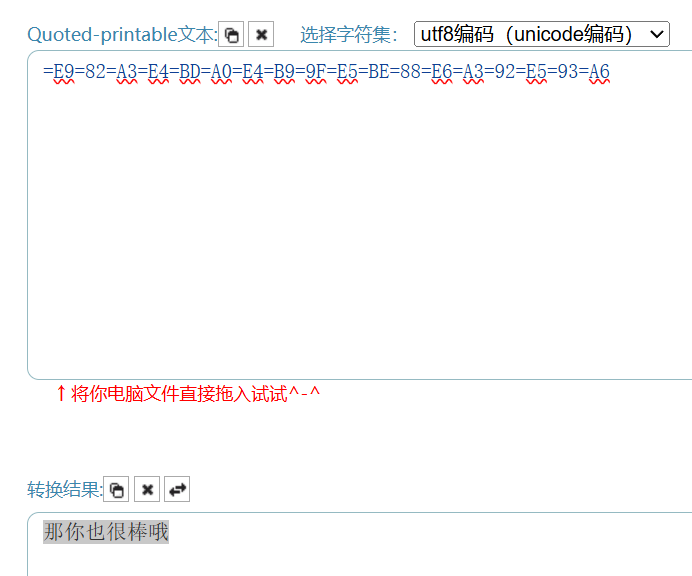 Quoted-printable文本: 选择字符集： utf8编码（unicode编码）
=E9=82=A3=E4=BD=A0=E4=B9=9F=E5=BE=88=E6=A3=92=E5=93=A6
↑将你电脑文件直接拖入试试^-^
转换结果:
那你也很棒哦